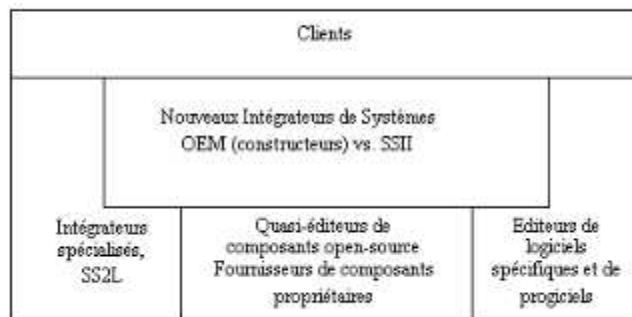 Clients
Nouveaux Intégrateurs de Systèmes
OEM (constructeurs) vs. SSII
Intégrateurs
spécialisés,
SS2L
Quasi-éditeurs de
composants open-source
Fournisseurs de composants
propriétaires
Editeurs de
logiciels
spécifiques et de
progiciels